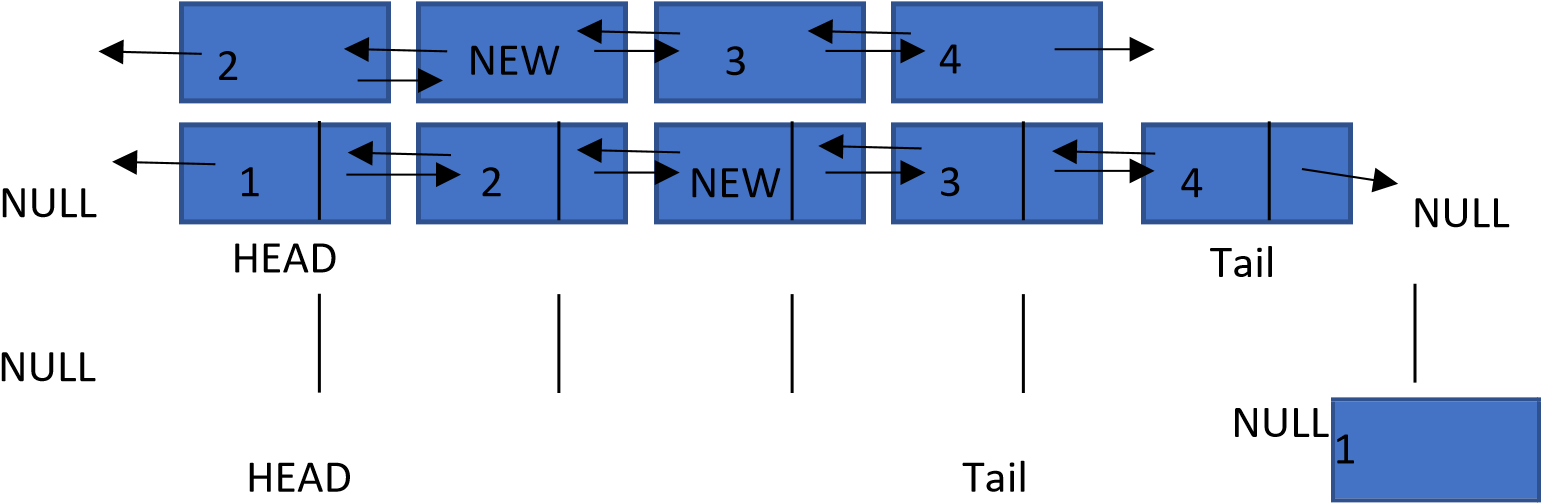 2 NEW 3 4
1 2 NEW 3 4
NULL NULL
HEAD Tail
NULL
NULL 1
HEAD Tail